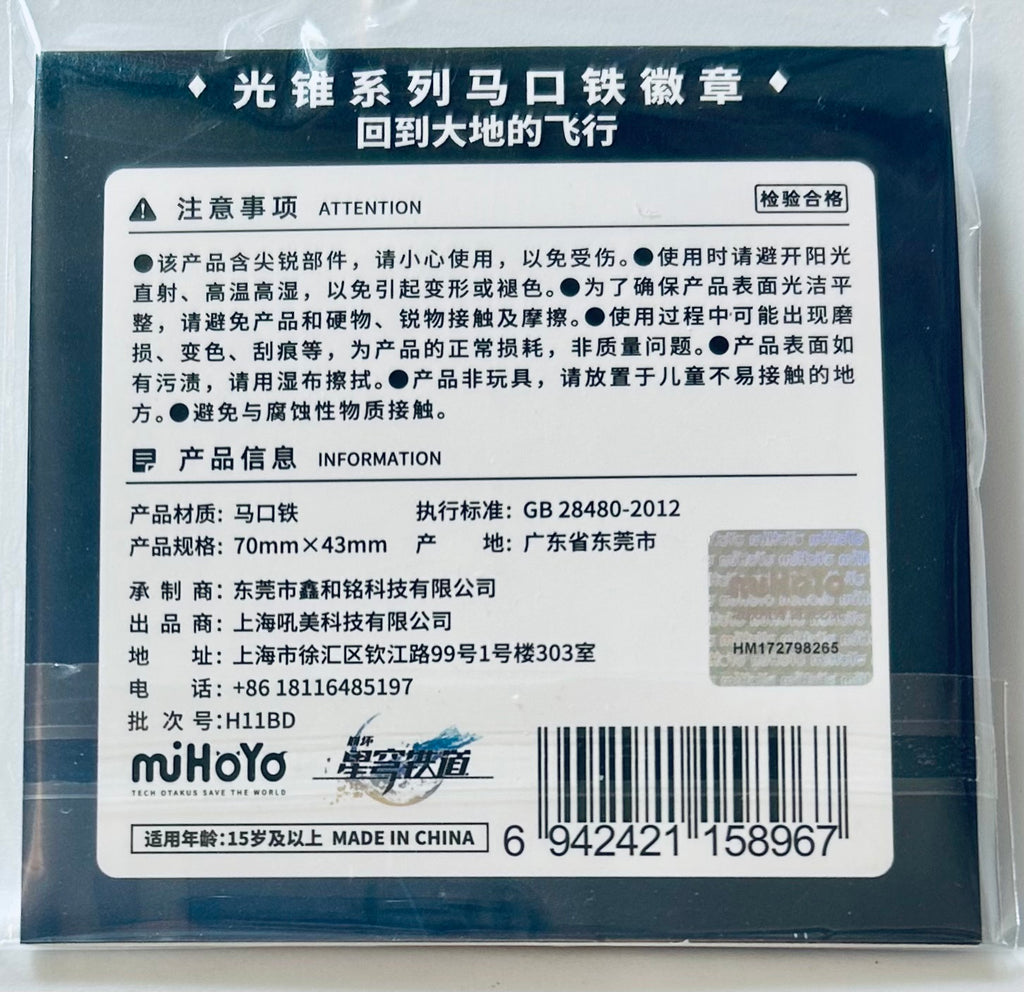 光锥系列马口铁徽章
回到大地的飞行
注意事项 ATTENTION
检验合格
●该产品含尖锐部件，请小心使用，以免受伤。●使用时请避开阳光
直射、高温高湿，以免引起变形或褪色。●为了确保产品表面光洁平
整，请避免产品和硬物、锐物接触及摩擦。●使用过程中可能出现磨
损、变色、刮痕等，为产品的正常损耗，非质量问题。●产品表面如
有污渍，请用湿布擦拭。●产品非玩具，请放置于儿童不易接触的地
方。●避免与腐蚀性物质接触。
产品信息 INFORMATION
产品材质: 马口铁 执行标准: GB 28480-2012
产品规格: 70mm×43mm 产 地: 广东省东莞市
承制商: 东莞市鑫和铭科技有限公司
出品商: 上海吼美科技有限公司
地 址: 上海市徐汇区钦江路99号1号楼303室
电 话: +86 18116485197
批次号:H11BD
miHoYo
HM172798265
miHoYo
TECH OTAKUS SAVE THE WORLD
崩坏
星穹铁道
适用年龄:15岁及以上 MADE IN CHINA
6 942421 158967